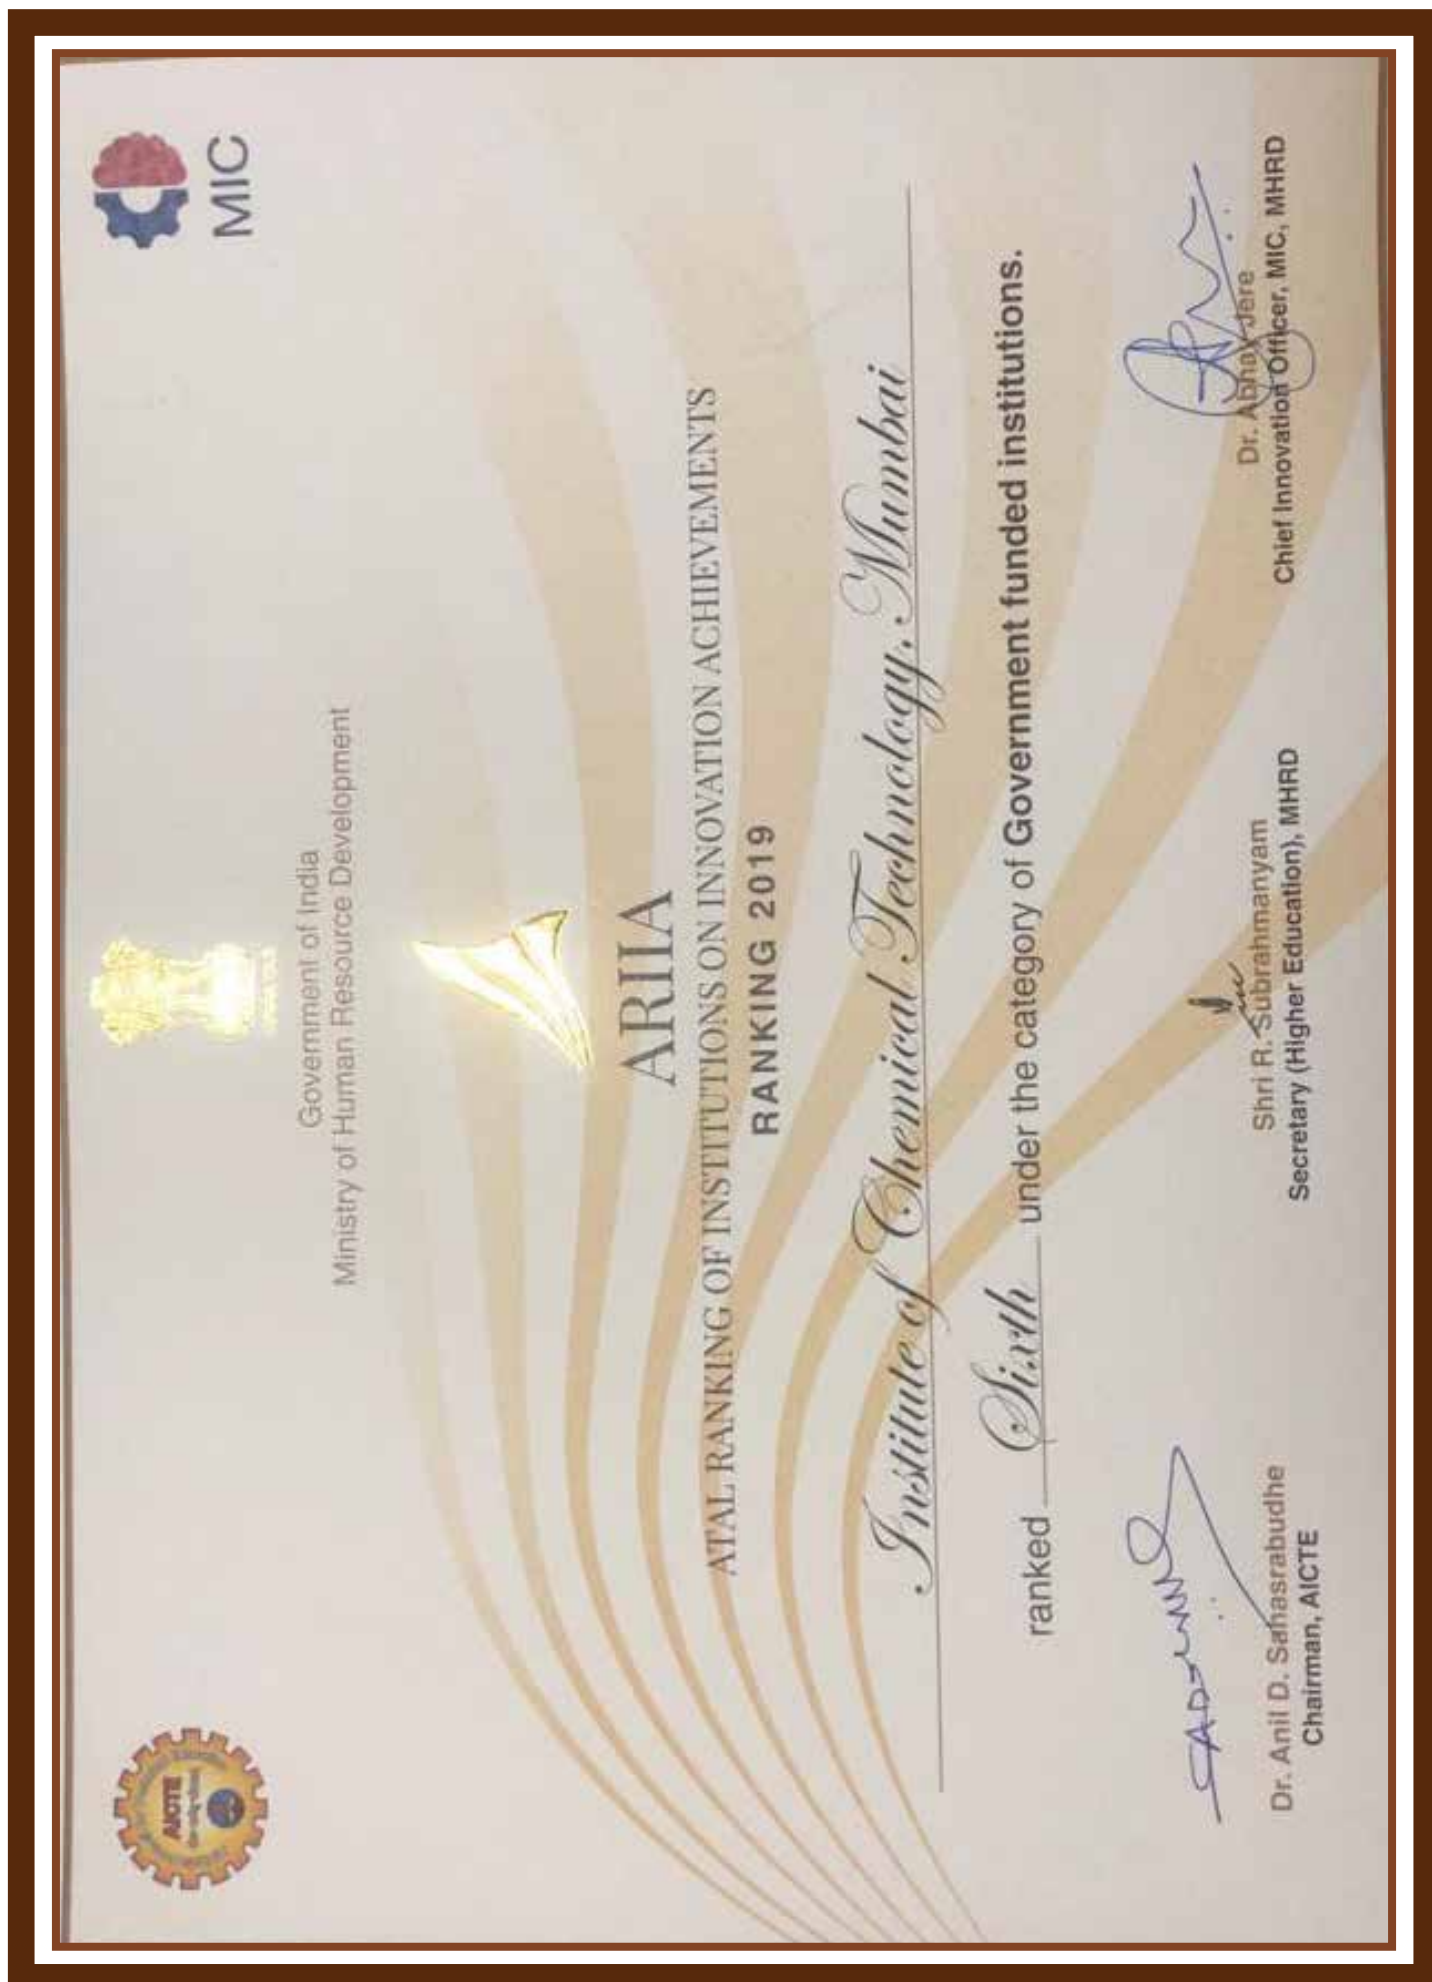 AICTE
MIC
Government of India
Ministry of Human Resource Development
ARIIA
ATAL RANKING OF INSTITUTIONS ON INNOVATION ACHIEVEMENTS
RANKING 2019
Institute of Chemical Technology, Mumbai
ranked Sixth under the category of Government funded institutions.
Dr. Anil D. Sahasrabudhe
Chairman, AICTE
Shri R. Subrahmanyam
Secretary (Higher Education), MHRD
Dr. Abhay Jere
Chief Innovation Officer, MIC, MHRD